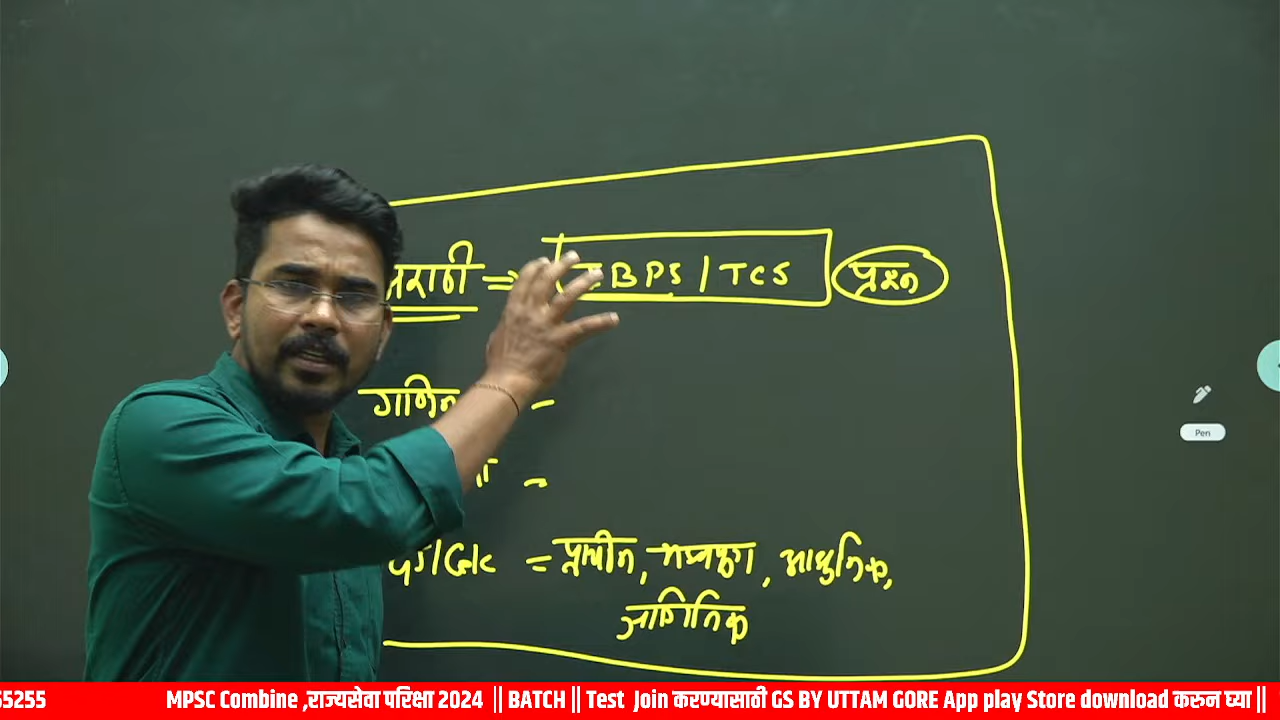 मराठी ⇒ IBPS / TCS प्रश्न
गणित -
-
GS/GK = प्राचीन, मध्ययुग, आधुनिक,
Pen
55255 MPSC Combine ,राज्यसेवा परिक्षा 2024 || BATCH || Test Join करण्यासाठी GS BY UTTAM GORE App play Store download करुन घ्या ||